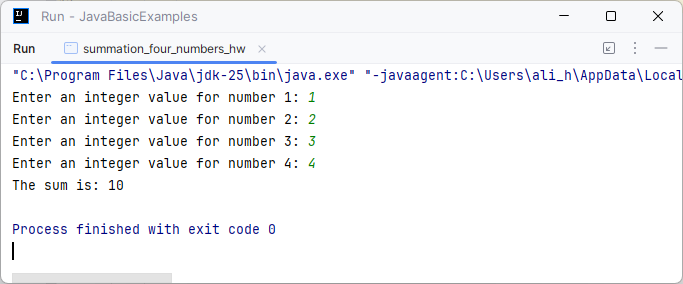 Run - JavaBasicExamples
Run summation_four_numbers_hw
"C:\Program Files\Java\jdk-25\bin\java.exe" "-javaagent:C:\Users\ali_h\AppData\Local
Enter an integer value for number 1: 1
Enter an integer value for number 2: 2
Enter an integer value for number 3: 3
Enter an integer value for number 4: 4
The sum is: 10
Process finished with exit code 0